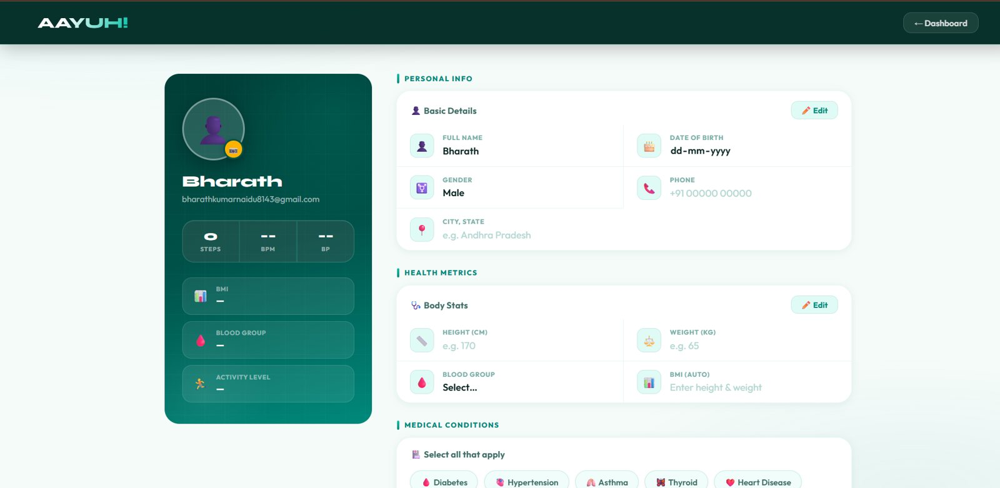 AAYUH!
← Dashboard
Bharath
bharathkumarnaidu8143@gmail.com
0
STEPS
--
BPM
--
BP
BMI
—
BLOOD GROUP
—
ACTIVITY LEVEL
—
PERSONAL INFO
Basic Details
Edit
FULL NAME
Bharath
DATE OF BIRTH
dd-mm-yyyy
GENDER
Male
PHONE
+91 00000 00000
CITY, STATE
e.g. Andhra Pradesh
HEALTH METRICS
Body Stats
Edit
HEIGHT (CM)
e.g. 170
WEIGHT (KG)
e.g. 65
BLOOD GROUP
Select...
BMI (AUTO)
Enter height & weight
MEDICAL CONDITIONS
Select all that apply
Diabetes
Hypertension
Asthma
Thyroid
Heart Disease